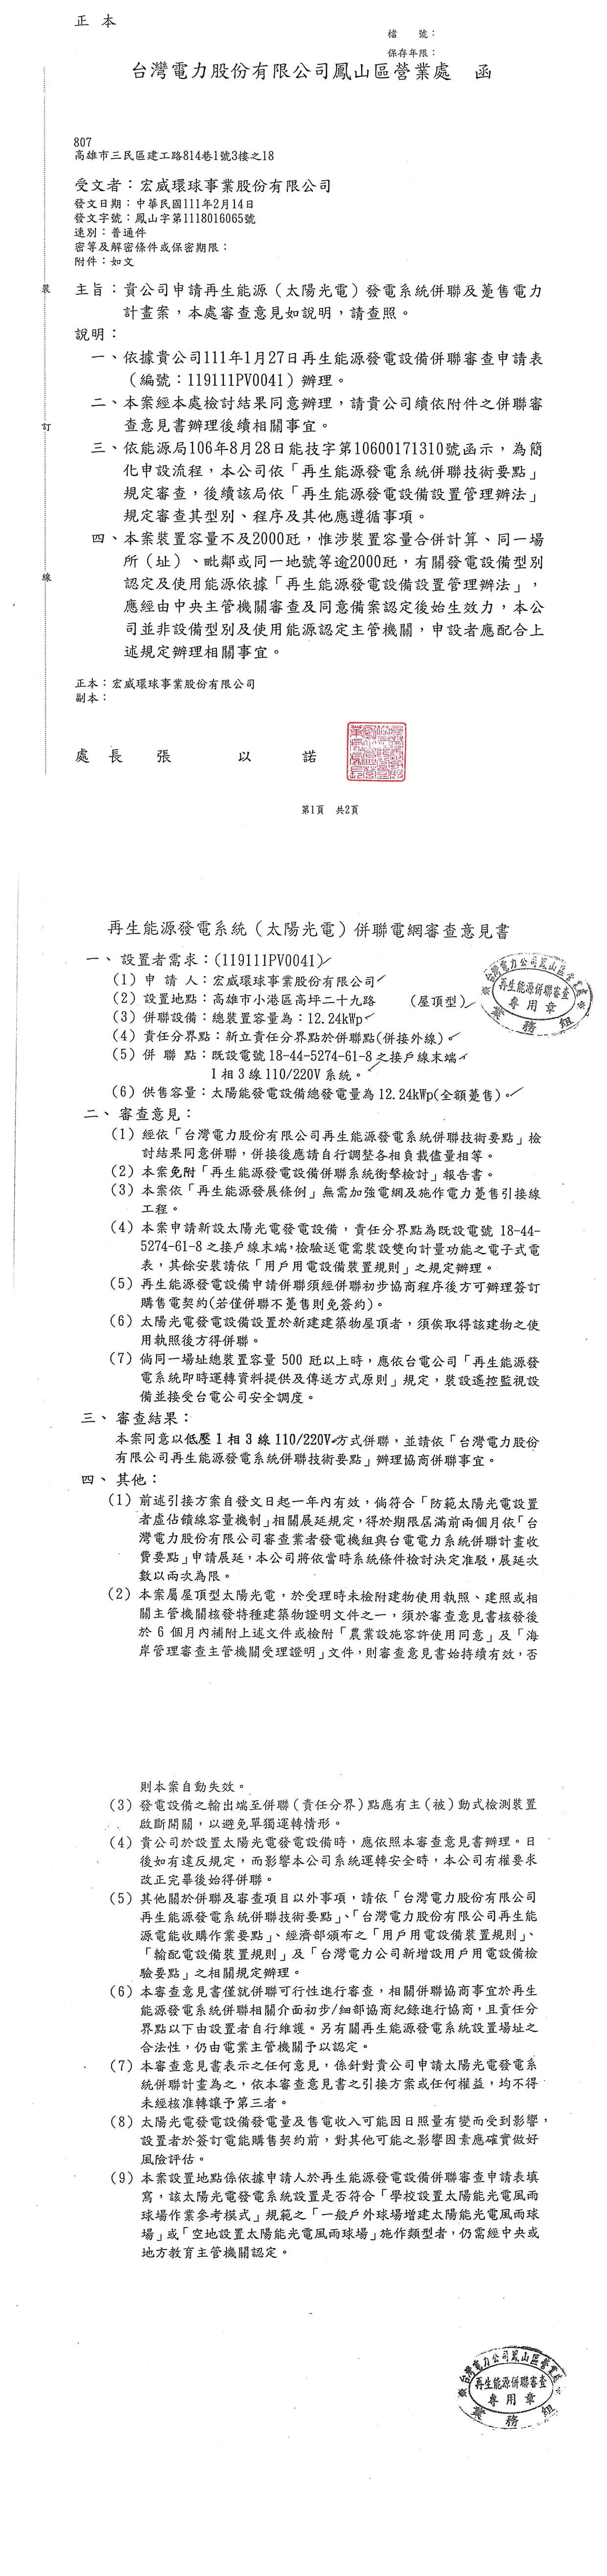 正本
檔　　號：
保存年限：
台灣電力股份有限公司鳳山區營業處　函
807
高雄市三民區建工路814巷1號3樓之18
受文者：宏威環球事業股份有限公司
發文日期：中華民國111年2月14日
發文字號：鳳山字第1118016065號
速別：普通件
密等及解密條件或保密期限：
附件：如文
主旨：貴公司申請再生能源（太陽光電）發電系統併聯及躉售電力
計畫案，本處審查意見如說明，請查照。
說明：
一、依據貴公司111年1月27日再生能源發電設備併聯審查申請表
（編號：119111PV0041）辦理。
二、本案經本處檢討結果同意辦理，請貴公司續依附件之併聯審
查意見書辦理後續相關事宜。
三、依能源局106年8月28日能技字第10600171310號函示，為簡
化申設流程，本公司依「再生能源發電系統併聯技術要點」
規定審查，後續該局依「再生能源發電設備設置管理辦法」
規定審查其型別、程序及其他應遵循事項。
四、本案裝置容量不及2000瓩，惟涉裝置容量合併計算、同一場
所（址）、毗鄰或同一地號等逾2000瓩，有關發電設備型別
認定及使用能源依據「再生能源發電設備設置管理辦法」，
應經由中央主管機關審查及同意備案認定後始生效力，本公
司並非設備型別及使用能源認定主管機關，申設者應配合上
述規定辦理相關事宜。
裝
訂
線
正本：宏威環球事業股份有限公司
副本：
處長　張　以　諾
第1頁　共2頁
再生能源發電系統（太陽光電）併聯電網審查意見書
一、設置者需求：(119111PV0041)
(1) 申 請 人：宏威環球事業股份有限公司
(2) 設置地點：高雄市小港區高坪二十九路　　（屋頂型）
(3) 併聯設備：總裝置容量為：12.24kWp
(4) 責任分界點：新立責任分界點於併聯點(併接外線)。
(5) 併 聯 點：既設電號18-44-5274-61-8之接戶線末端
1相3線110/220V系統。
(6) 供售容量：太陽能發電設備總發電量為12.24kWp(全額躉售)。
台灣電力公司鳳山區營業處
再生能源併聯審查
專用章
業務組
二、審查意見：
(1) 經依「台灣電力股份有限公司再生能源發電系統併聯技術要點」檢
討結果同意併聯，併接後應請自行調整各相負載儘量相等。
(2) 本案免附「再生能源發電設備併聯系統衝擊檢討」報告書。
(3) 本案依「再生能源發展條例」無需加強電網及施作電力躉售引接線
工程。
(4) 本案申請新設太陽光電發電設備，責任分界點為既設電號 18-44-
5274-61-8之接戶線末端，檢驗送電需裝設雙向計量功能之電子式電
表，其餘安裝請依「用戶用電設備裝置規則」之規定辦理。
(5) 再生能源發電設備申請併聯須經併聯初步協商程序後方可辦理簽訂
購售電契約(若僅併聯不躉售則免簽約)。
(6) 太陽光電發電設備設置於新建建築物屋頂者，須俟取得該建物之使
用執照後方得併聯。
(7) 倘同一場址總裝置容量 500 瓩以上時，應依台電公司「再生能源發
電系統即時運轉資料提供及傳送方式原則」規定，裝設遙控監視設
備並接受台電公司安全調度。
三、審查結果：
本案同意以低壓1相3線110/220V方式併聯，並請依「台灣電力股份
有限公司再生能源發電系統併聯技術要點」辦理協商併聯事宜。
四、其他：
(1) 前述引接方案自發文日起一年內有效，倘符合「防範太陽光電設置
者虛佔饋線容量機制」相關展延規定，得於期限屆滿前兩個月依「台
灣電力股份有限公司審查業者發電機組與台電電力系統併聯計畫收
費要點」申請展延，本公司將依當時系統條件檢討決定准駁，展延次
數以兩次為限。
(2) 本案屬屋頂型太陽光電，於受理時未檢附建物使用執照、建照或相
關主管機關核發特種建築物證明文件之一，須於審查意見書核發後
於 6 個月內補附上述文件或檢附「農業設施容許使用同意」及「海
岸管理審查主管機關受理證明」文件，則審查意見書始持續有效，否
則本案自動失效。
(3) 發電設備之輸出端至併聯(責任分界)點應有主(被)動式檢測裝置
啟斷開關，以避免單獨運轉情形。
(4) 貴公司於設置太陽光電發電設備時，應依照本審查意見書辦理。日
後如有違反規定，而影響本公司系統運轉安全時，本公司有權要求
改正完畢後始得併聯。
(5) 其他關於併聯及審查項目以外事項，請依「台灣電力股份有限公司
再生能源發電系統併聯技術要點」、「台灣電力股份有限公司再生能
源電能收購作業要點」、經濟部頒布之「用戶用電設備裝置規則」、
「輸配電設備裝置規則」及「台灣電力公司新增設用戶用電設備檢
驗要點」之相關規定辦理。
(6) 本審查意見書僅就併聯可行性進行審查，相關併聯協商事宜於再生
能源發電系統併聯相關介面初步/細部協商紀錄進行協商，且責任分
界點以下由設置者自行維護。另有關再生能源發電系統設置場址之
合法性，仍由電業主管機關予以認定。
(7) 本審查意見書表示之任何意見，係針對貴公司申請太陽光電發電系
統併聯計畫為之，依本審查意見書之引接方案或任何權益，均不得
未經核准轉讓予第三者。
(8) 太陽光電發電設備發電量及售電收入可能因日照量有變而受到影響，
設置者於簽訂電能購售契約前，對其他可能之影響因素應確實做好
風險評估。
(9) 本案設置地點係依據申請人於再生能源發電設備併聯審查申請表填
寫，該太陽光電發電系統設置是否符合「學校設置太陽能光電風雨
球場作業參考模式」規範之「一般戶外球場增建太陽能光電風雨球
場」或「空地設置太陽能光電風雨球場」施作類型者，仍需經中央或
地方教育主管機關認定。
台灣電力公司鳳山區營業處
再生能源併聯審查
專用章
業務組